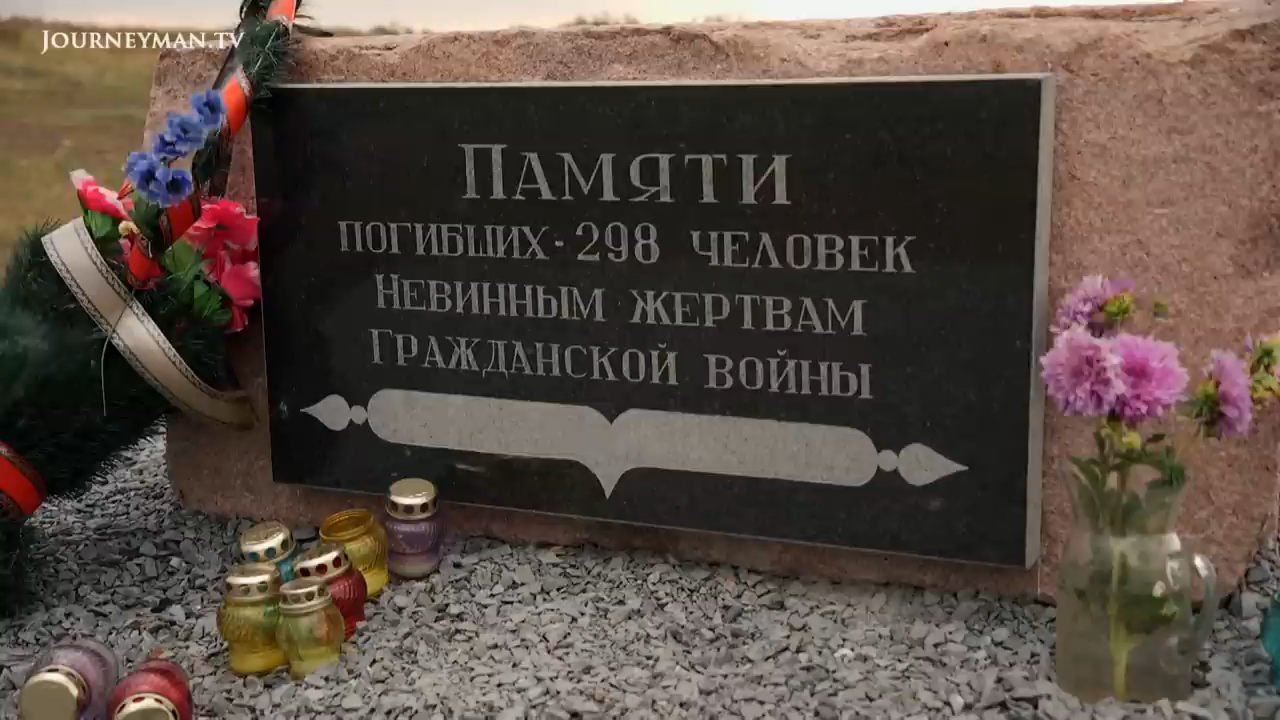 JOURNEYMAN.TV
ПАМЯТИ
ПОГИБШИХ - 298 ЧЕЛОВЕК
НЕВИННЫМ ЖЕРТВАМ
ГРАЖДАНСКОЙ ВОЙНЫ